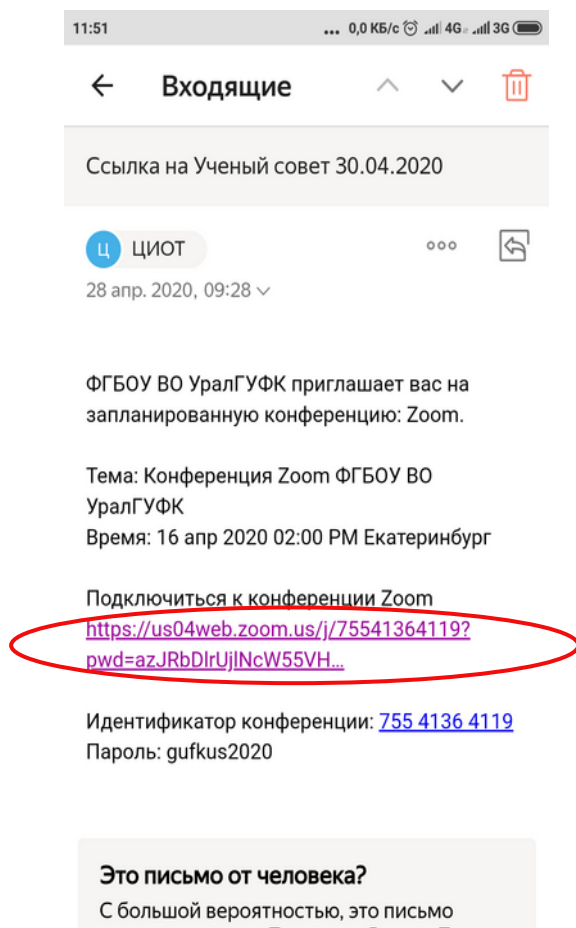 11:51 ... 0,0 КБ/с 4G 3G
Входящие
Ссылка на Ученый совет 30.04.2020
Ц ЦИОТ
28 апр. 2020, 09:28
ФГБОУ ВО УралГУФК приглашает вас на
запланированную конференцию: Zoom.
Тема: Конференция Zoom ФГБОУ ВО
УралГУФК
Время: 16 апр 2020 02:00 PM Екатеринбург
Подключиться к конференции Zoom
https://us04web.zoom.us/j/75541364119?
pwd=azJRbDlrUjlNcW55VH…
Идентификатор конференции: 755 4136 4119
Пароль: gufkus2020
Это письмо от человека?
С большой вероятностью, это письмо